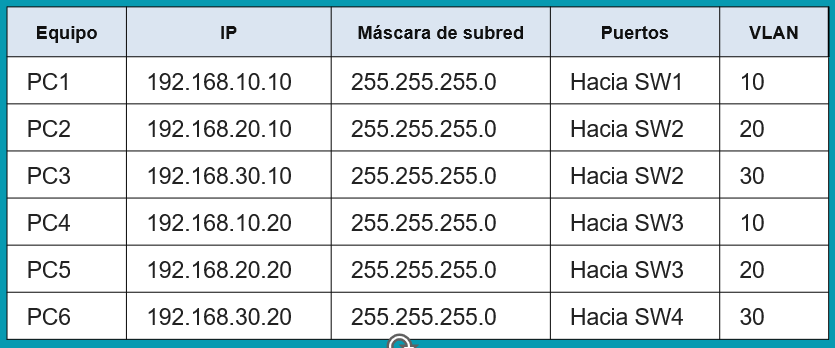 Equipo IP Máscara de subred Puertos VLAN
PC1 192.168.10.10 255.255.255.0 Hacia SW1 10
PC2 192.168.20.10 255.255.255.0 Hacia SW2 20
PC3 192.168.30.10 255.255.255.0 Hacia SW2 30
PC4 192.168.10.20 255.255.255.0 Hacia SW3 10
PC5 192.168.20.20 255.255.255.0 Hacia SW3 20
PC6 192.168.30.20 255.255.255.0 Hacia SW4 30